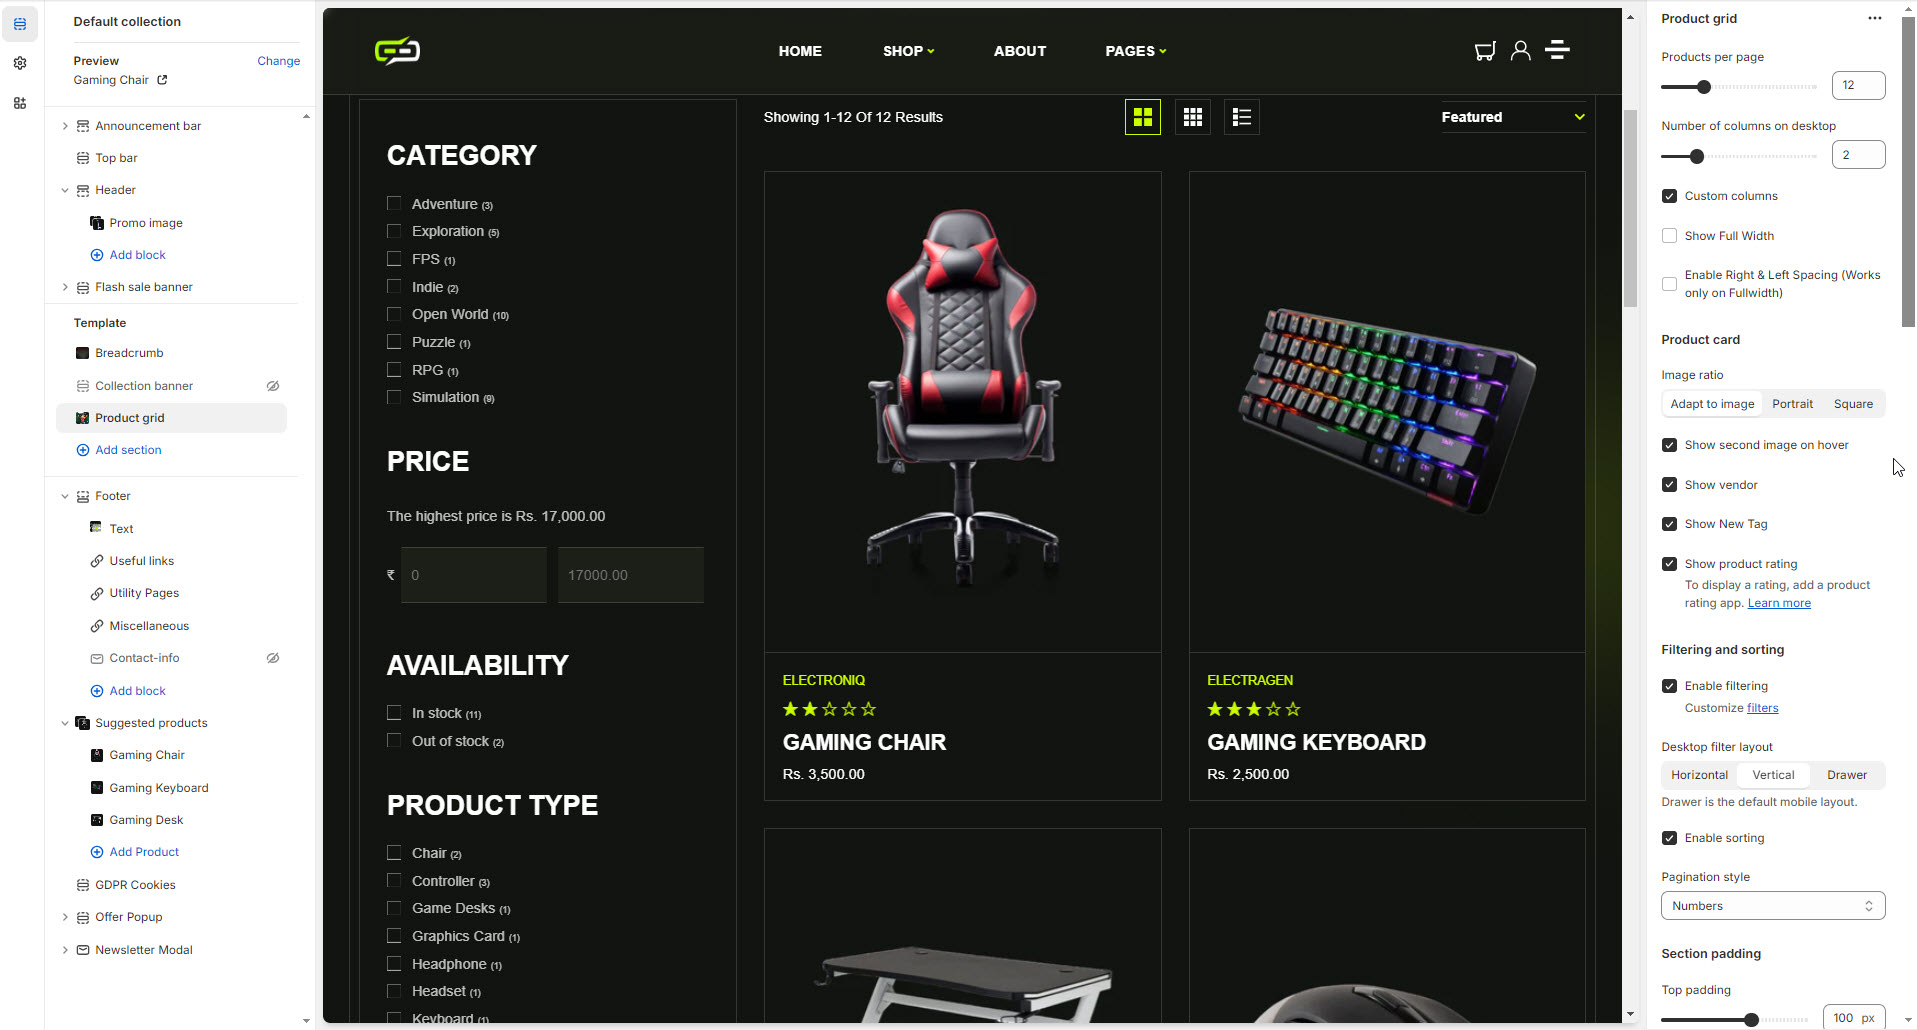 Default collection
Preview
Change
Gaming Chair
Announcement bar
Top bar
Header
Promo image
Add block
Flash sale banner
Template
Breadcrumb
Collection banner
Product grid
Add section
Footer
Text
Useful links
Utility Pages
Miscellaneous
Contact-info
Add block
Suggested products
Gaming Chair
Gaming Keyboard
Gaming Desk
Add Product
GDPR Cookies
Offer Popup
Newsletter Modal
HOME
SHOP
ABOUT
PAGES
CATEGORY
Adventure (3)
Exploration (5)
FPS (1)
Indie (2)
Open World (10)
Puzzle (1)
RPG (1)
Simulation (9)
PRICE
The highest price is Rs. 17,000.00
₹ 0 17000.00
AVAILABILITY
In stock (11)
Out of stock (2)
PRODUCT TYPE
Chair (2)
Controller (3)
Game Desks (1)
Graphics Card (1)
Headphone (1)
Headset (1)
Keyboard (1)
Showing 1-12 Of 12 Results
Featured
ELECTRONIQ
GAMING CHAIR
Rs. 3,500.00
ELECTRAGEN
GAMING KEYBOARD
Rs. 2,500.00
Product grid
Products per page
12
Number of columns on desktop
2
Custom columns
Show Full Width
Enable Right & Left Spacing (Works
only on Fullwidth)
Product card
Image ratio
Adapt to image Portrait Square
Show second image on hover
Show vendor
Show New Tag
Show product rating
To display a rating, add a product
rating app. Learn more
Filtering and sorting
Enable filtering
Customize filters
Desktop filter layout
Horizontal Vertical Drawer
Drawer is the default mobile layout.
Enable sorting
Pagination style
Numbers
Section padding
Top padding
100 px